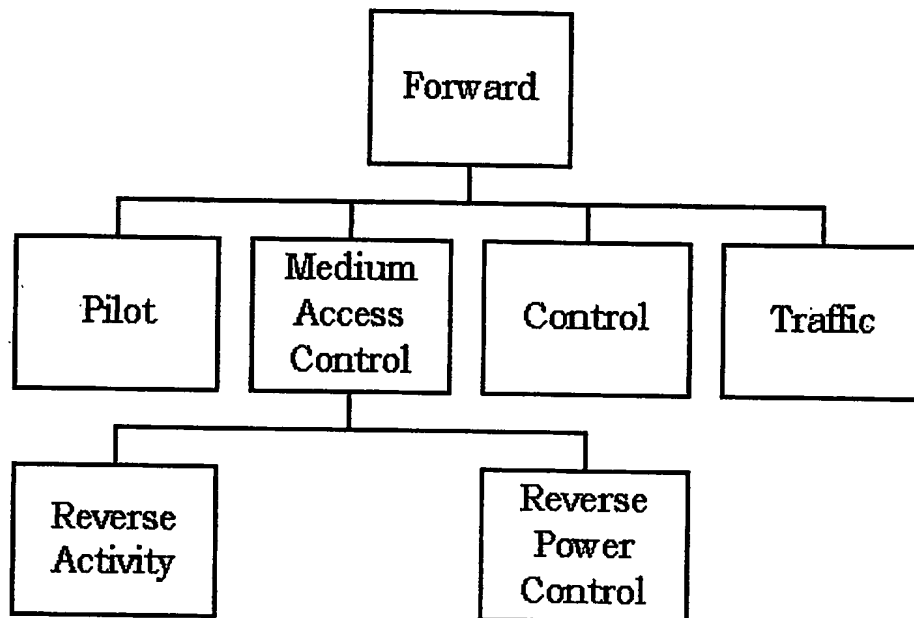 Forward
Pilot
Medium
Access
Control
Control
Traffic
Reverse
Activity
Reverse
Power
Control